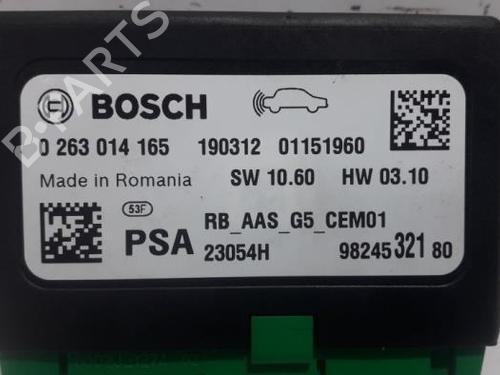 B-PARTS
BOSCH
0 263 014 165 190312 01151960
Made in Romania SW 10.60 HW 03.10
53F
RB_AAS_G5_CEM01
PSA 23054H 98245 321 80